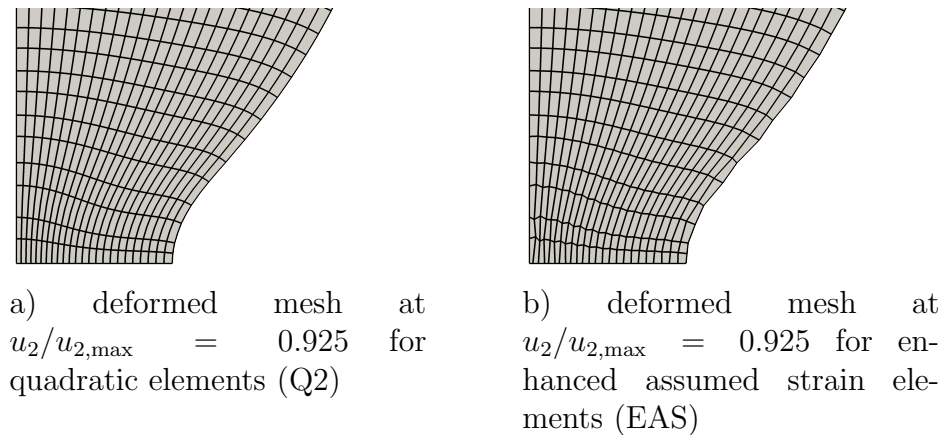 a) deformed mesh at
u₂/u₂,max = 0.925 for
quadratic elements (Q2)
b) deformed mesh at
u₂/u₂,max = 0.925 for en-
hanced assumed strain ele-
ments (EAS)